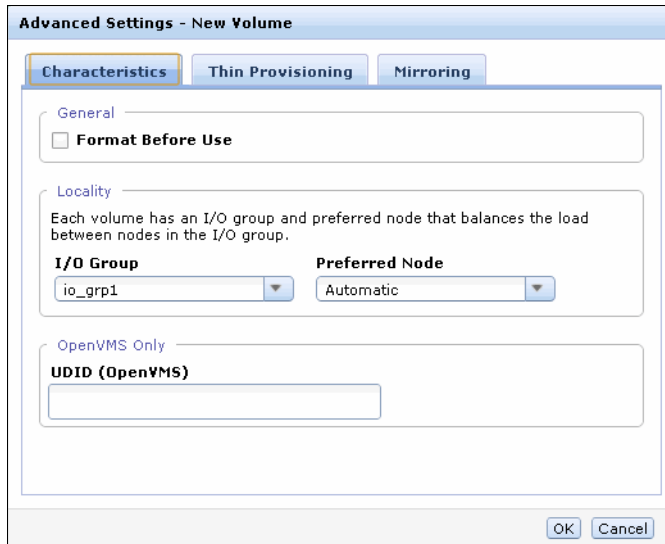 Advanced Settings - New Volume
Characteristics
Thin Provisioning
Mirroring
General
Format Before Use
Locality
Each volume has an I/O group and preferred node that balances the load
between nodes in the I/O group.
I/O Group
Preferred Node
io_grp1
Automatic
OpenVMS Only
UDID (OpenVMS)
OK
Cancel